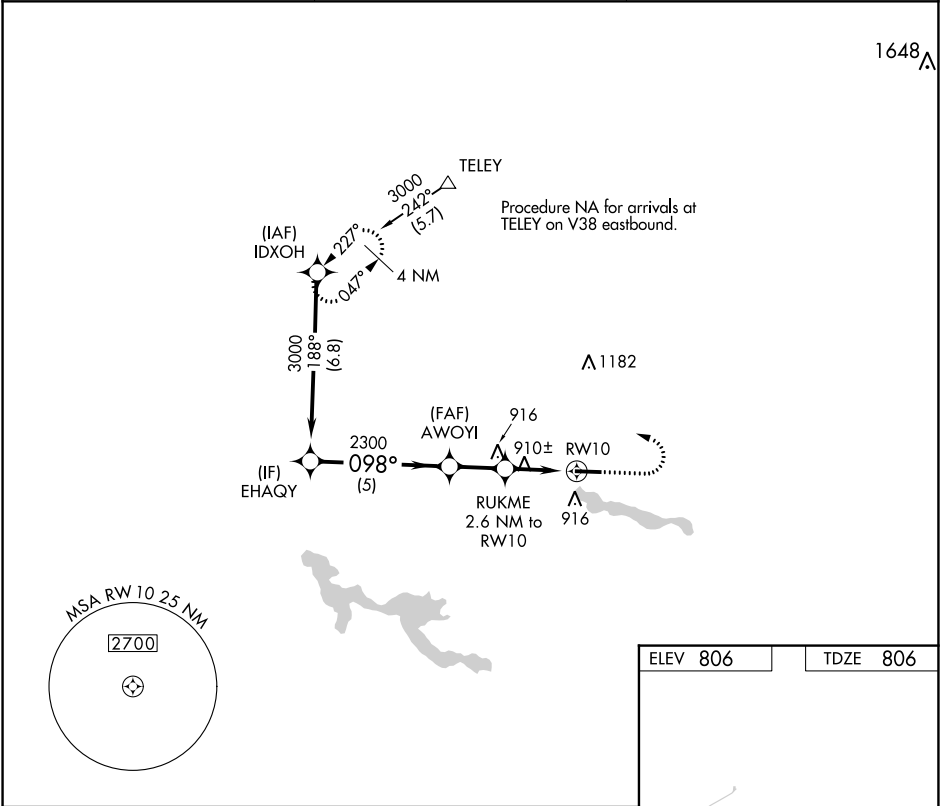 1648
TELEY
3000
242°
(5.7)
Procedure NA for arrivals at
TELEY on V38 eastbound.
(IAF)
IDXOH
227°
047°
4 NM
3000
188°
(6.8)
1182
(FAF)
AWOYI
916
910±
RW10
2300
098°
(5)
(IF)
EHAQY
RUKME
2.6 NM to
RW10
916
MSA RW 10 25 NM
2700
ELEV 806
TDZE 806